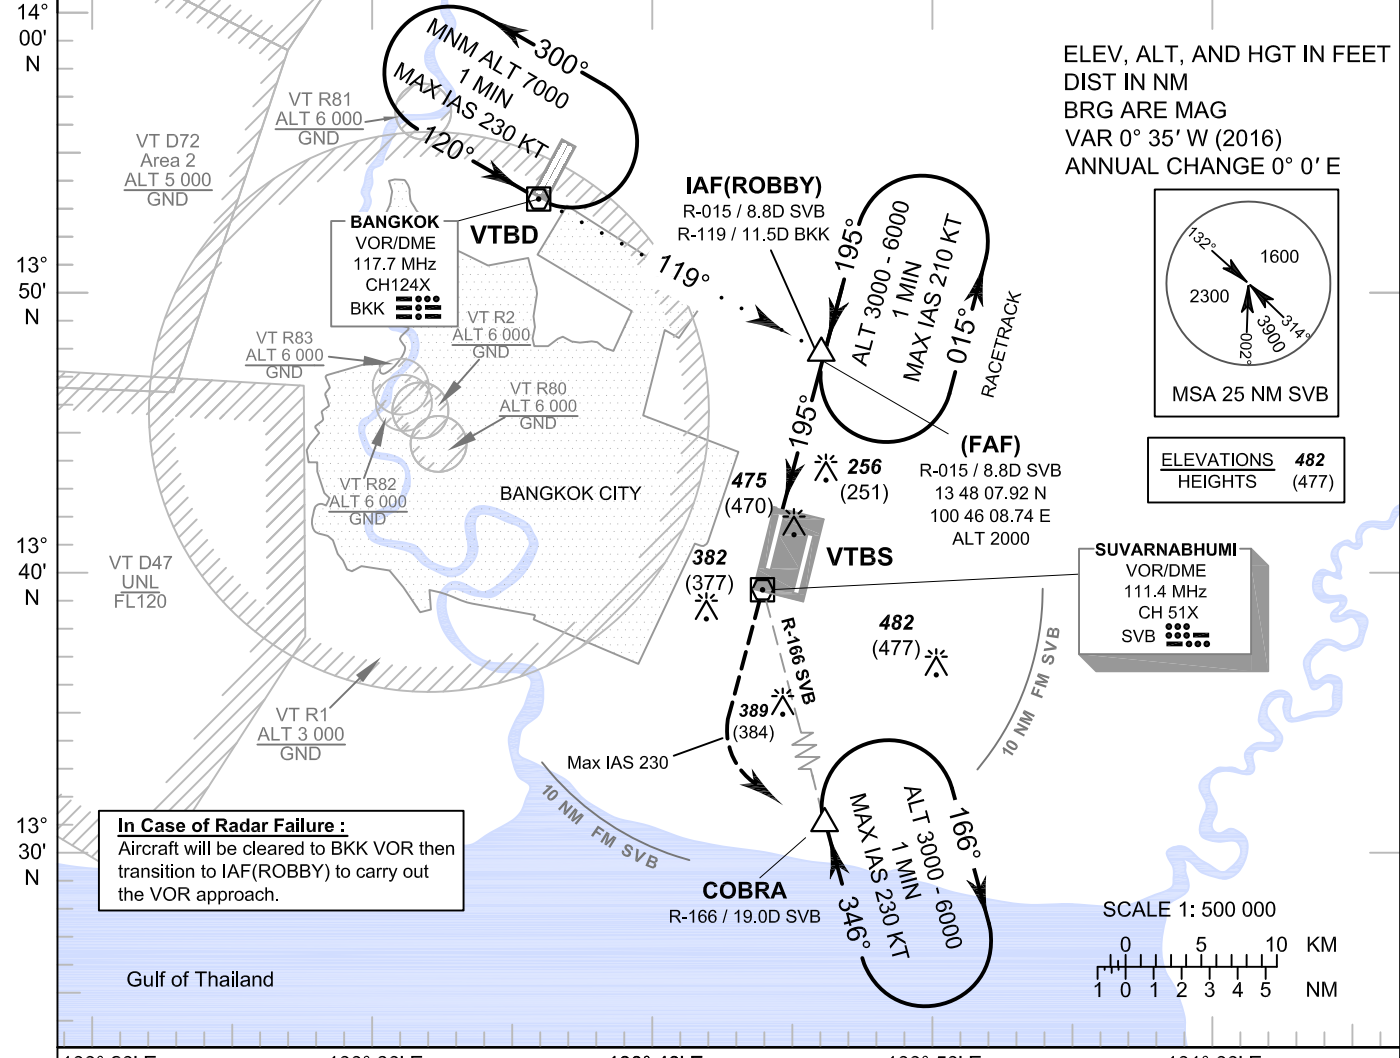 14°
00'
N
13°
50'
N
13°
40'
N
13°
30'
N
MNM ALT 7000
1 MIN
MAX IAS 230 KT
300°
120°
VT R81
ALT 6 000
GND
VT D72
Area 2
ALT 5 000
GND
BANGKOK
VOR/DME
117.7 MHz
CH124X
BKK
VTBD
119°
VT R2
ALT 6 000
GND
VT R83
ALT 6 000
GND
VT R80
ALT 6 000
GND
VT R82
ALT 6 000
GND
BANGKOK CITY
VT D47
UNL
FL120
VT R1
ALT 3 000
GND
IAF(ROBBY)
R-015 / 8.8D SVB
R-119 / 11.5D BKK
195°
ALT 3000 - 6000
1 MIN
MAX IAS 210 KT
015°
RACETRACK
195°
(FAF)
R-015 / 8.8D SVB
13 48 07.92 N
100 46 08.74 E
ALT 2000
475
(470)
256
(251)
382
(377)
VTBS
482
(477)
389
(384)
R-166 SVB
Max IAS 230
10 NM FM SVB
10 NM FM SVB
SUVARNABHUMI
VOR/DME
111.4 MHz
CH 51X
SVB
COBRA
R-166 / 19.0D SVB
166°
ALT 3000 - 6000
1 MIN
MAX IAS 230 KT
346°
ELEV, ALT, AND HGT IN FEET
DIST IN NM
BRG ARE MAG
VAR 0° 35' W (2016)
ANNUAL CHANGE 0° 0' E
132°
1600
2300
3900
314°
002°
MSA 25 NM SVB
ELEVATIONS 482
HEIGHTS (477)
In Case of Radar Failure :
Aircraft will be cleared to BKK VOR then
transition to IAF(ROBBY) to carry out
the VOR approach.
Gulf of Thailand
SCALE 1: 500 000
0 5 10 KM
1 0 1 2 3 4 5 NM